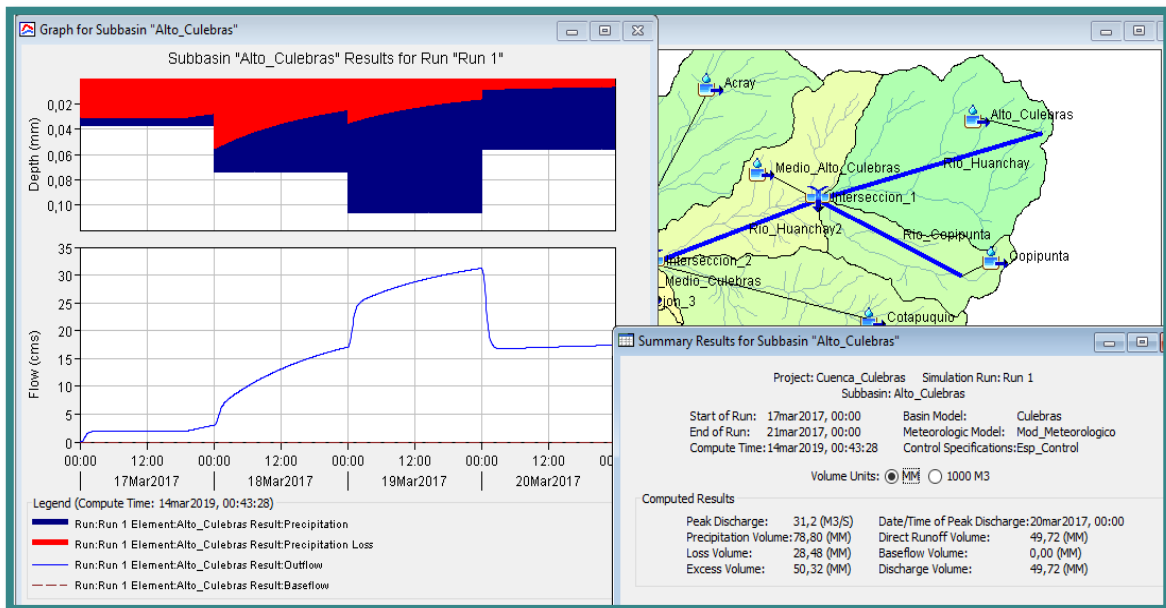 Graph for Subbasin "Alto_Culebras"
Subbasin "Alto_Culebras" Results for Run "Run 1"
Depth (mm)
0,02
0,04
0,06
0,08
0,10
Flow (cms)
35
30
25
20
15
10
5
0
00:00 12:00 00:00 12:00 00:00 12:00 00:00 12:00
17Mar2017 18Mar2017 19Mar2017 20Mar2017
Legend (Compute Time: 14mar2019, 00:43:28)
Run:Run 1 Element:Alto_Culebras Result:Precipitation
Run:Run 1 Element:Alto_Culebras Result:Precipitation Loss
Run:Run 1 Element:Alto_Culebras Result:Outflow
Run:Run 1 Element:Alto_Culebras Result:Baseflow
Acray
Alto_Culebras
Rio_Huanchay
Medio_Alto_Culebras
Interseccion_1
Rio_Huanchay2
Rio_Copipunta
Copipunta
Interseccion_2
Medio_Culebras
ion_3
Cotapuquio
Summary Results for Subbasin "Alto_Culebras"
Project: Cuenca_Culebras Simulation Run: Run 1
Subbasin: Alto_Culebras
Start of Run: 17mar2017, 00:00 Basin Model: Culebras
End of Run: 21mar2017, 00:00 Meteorologic Model: Mod_Meteorologico
Compute Time:14mar2019, 00:43:28 Control Specifications:Esp_Control
Volume Units: MM 1000 M3
Computed Results
Peak Discharge: 31,2 (M3/S) Date/Time of Peak Discharge:20mar2017, 00:00
Precipitation Volume:78,80 (MM) Direct Runoff Volume: 49,72 (MM)
Loss Volume: 28,48 (MM) Baseflow Volume: 0,00 (MM)
Excess Volume: 50,32 (MM) Discharge Volume: 49,72 (MM)